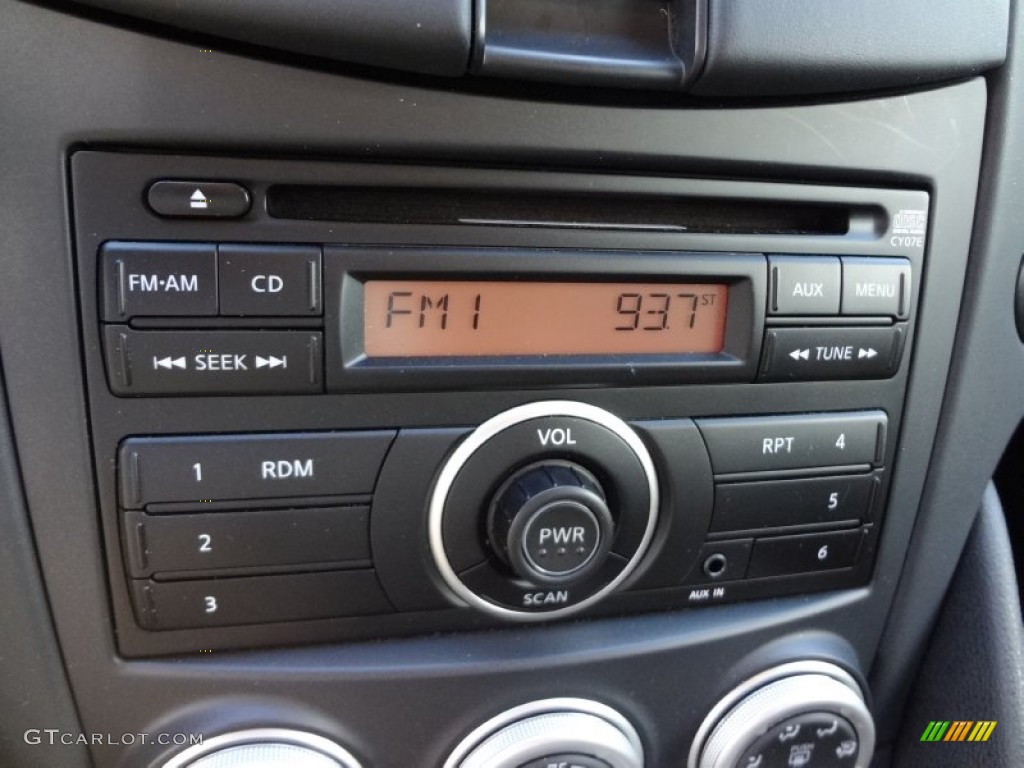 CY07E
FM·AM CD
AUX MENU
FM1 93.7 ST
SEEK
TUNE
VOL
1 RDM
RPT 4
2
5
PWR
3
6
SCAN
AUX IN
PUSH
GTCarlot.com